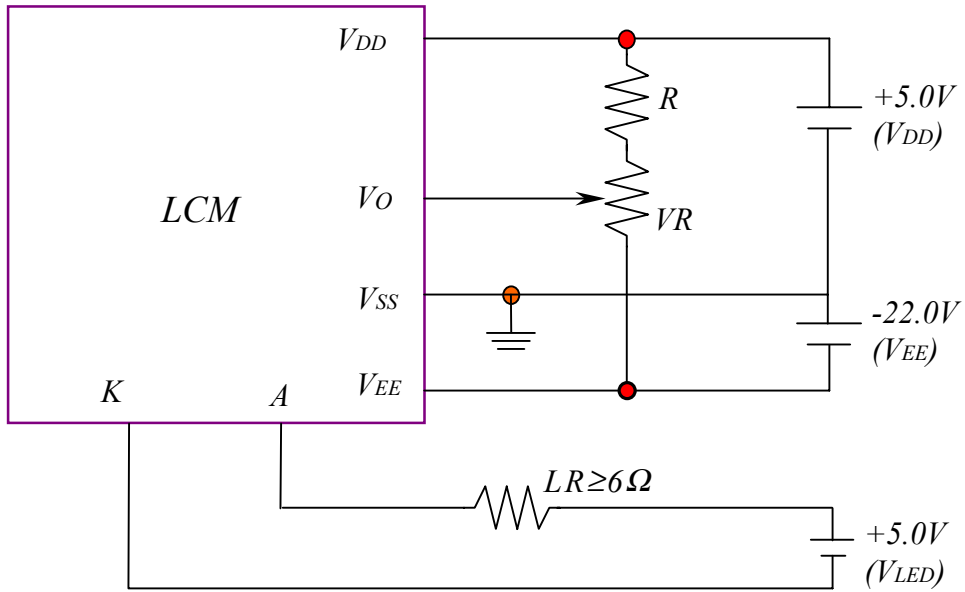 VDD
R
+5.0V
(VDD)
LCM
VO
VR
VSS
-22.0V
(VEE)
K
A
VEE
LR≥6Ω
+5.0V
(VLED)